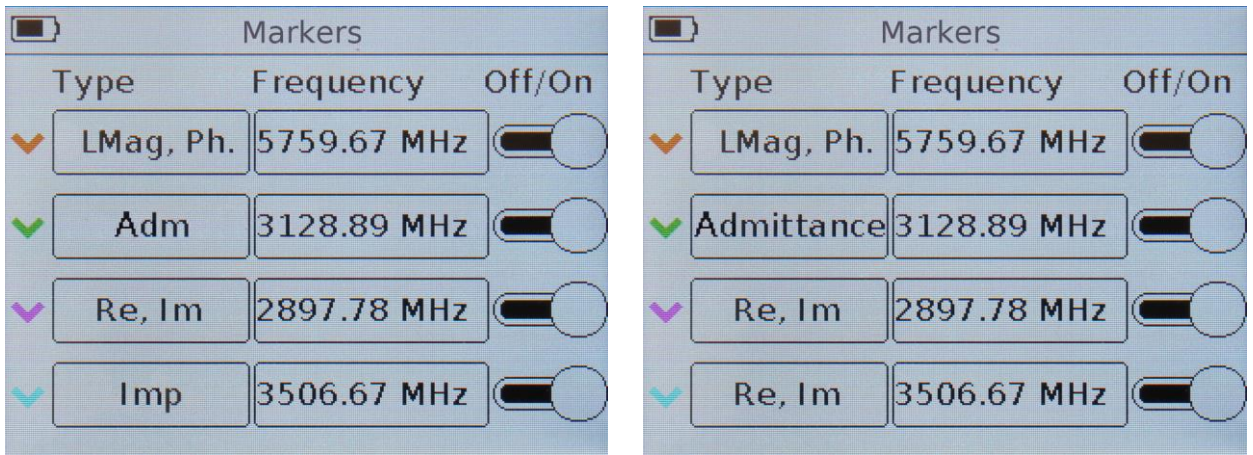 Markers
Type Frequency Off/On
LMag, Ph. 5759.67 MHz
Adm 3128.89 MHz
Re, Im 2897.78 MHz
Imp 3506.67 MHz
Markers
Type Frequency Off/On
LMag, Ph. 5759.67 MHz
Admittance 3128.89 MHz
Re, Im 2897.78 MHz
Re, Im 3506.67 MHz